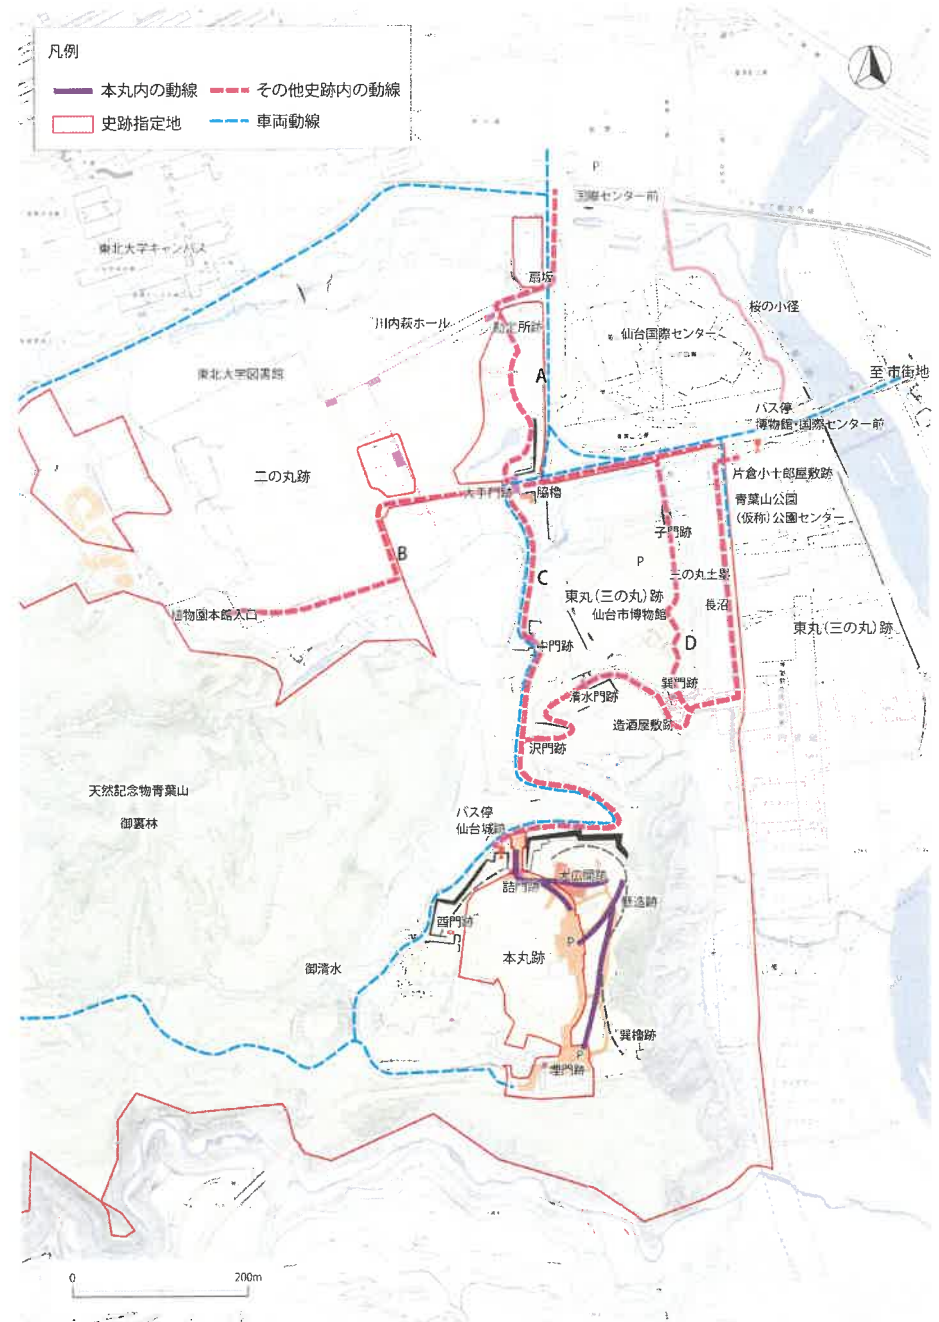 凡例
本丸内の動線
その他史跡内の動線
史跡指定地
車両動線
P
国際センター前
東北大学キャンパス
扇坂
桜の小径
川内萩ホール
仙台国際センター
東北大学図書館
A
至 市街地
バス停
博物館・国際センター前
二の丸跡
大手門跡
脇櫓
片倉小十郎屋敷跡
青葉山公園
(仮称)公園センター
子門跡
B
P
C
三の丸土塁
東丸(三の丸)跡
仙台市博物館
長沼
植物園本館入口
東丸(三の丸)跡
中門跡
D
巽門跡
清水門跡
造酒屋敷跡
沢門跡
天然記念物青葉山
御裏林
バス停
仙台城跡
詰門跡
大広間跡
懸造跡
酉門跡
P
本丸跡
御清水
巽櫓跡
P
埋門跡
0
200m